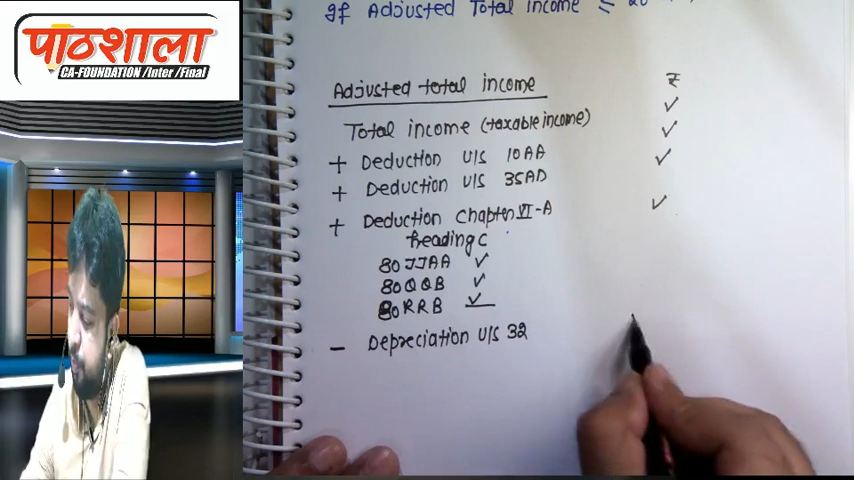 पाठशाला
CA-FOUNDATION /Inter /Final
If Adjusted Total Income ≤ 20
Adjusted total income ₹
Total income (taxable income) ✓
+ Deduction u/s 10AA ✓
+ Deduction u/s 35AD ✓
+ Deduction Chapter VI-A ✓
heading C
80JJAA ✓
80QQB ✓
80RRB ✓
– Depreciation u/s 32